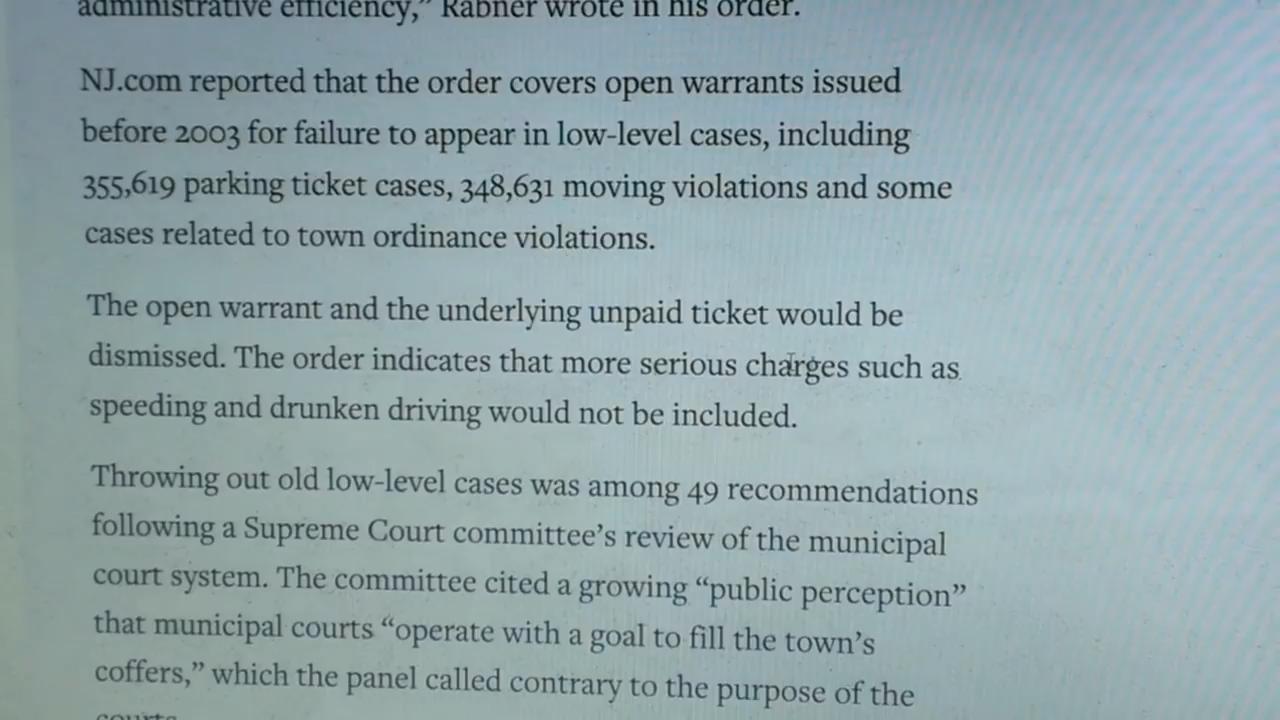 administrative efficiency,” Rabner wrote in his order.
NJ.com reported that the order covers open warrants issued
before 2003 for failure to appear in low-level cases, including
355,619 parking ticket cases, 348,631 moving violations and some
cases related to town ordinance violations.
The open warrant and the underlying unpaid ticket would be
dismissed. The order indicates that more serious charges such as
speeding and drunken driving would not be included.
Throwing out old low-level cases was among 49 recommendations
following a Supreme Court committee’s review of the municipal
court system. The committee cited a growing “public perception”
that municipal courts “operate with a goal to fill the town’s
coffers,” which the panel called contrary to the purpose of the
courts.